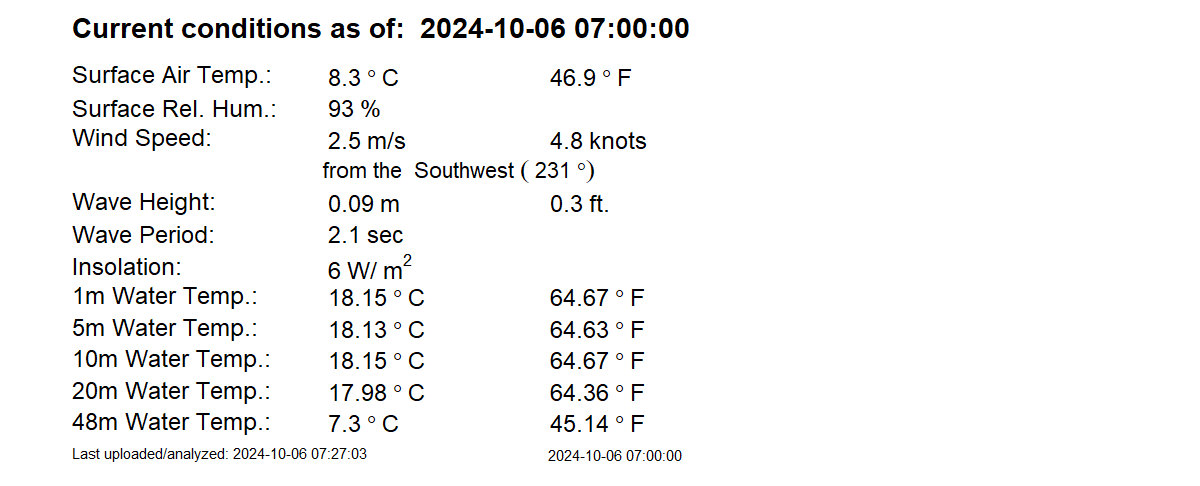 Current conditions as of:  2024-10-06 07:00:00
Surface Air Temp.: 8.3 ° C 46.9 ° F
Surface Rel. Hum.: 93 %
Wind Speed: 2.5 m/s 4.8 knots
from the  Southwest ( 231 °)
Wave Height: 0.09 m 0.3 ft.
Wave Period: 2.1 sec
Insolation: 6 W/ m²
1m Water Temp.: 18.15 ° C 64.67 ° F
5m Water Temp.: 18.13 ° C 64.63 ° F
10m Water Temp.: 18.15 ° C 64.67 ° F
20m Water Temp.: 17.98 ° C 64.36 ° F
48m Water Temp.: 7.3 ° C 45.14 ° F
Last uploaded/analyzed: 2024-10-06 07:27:03 2024-10-06 07:00:00